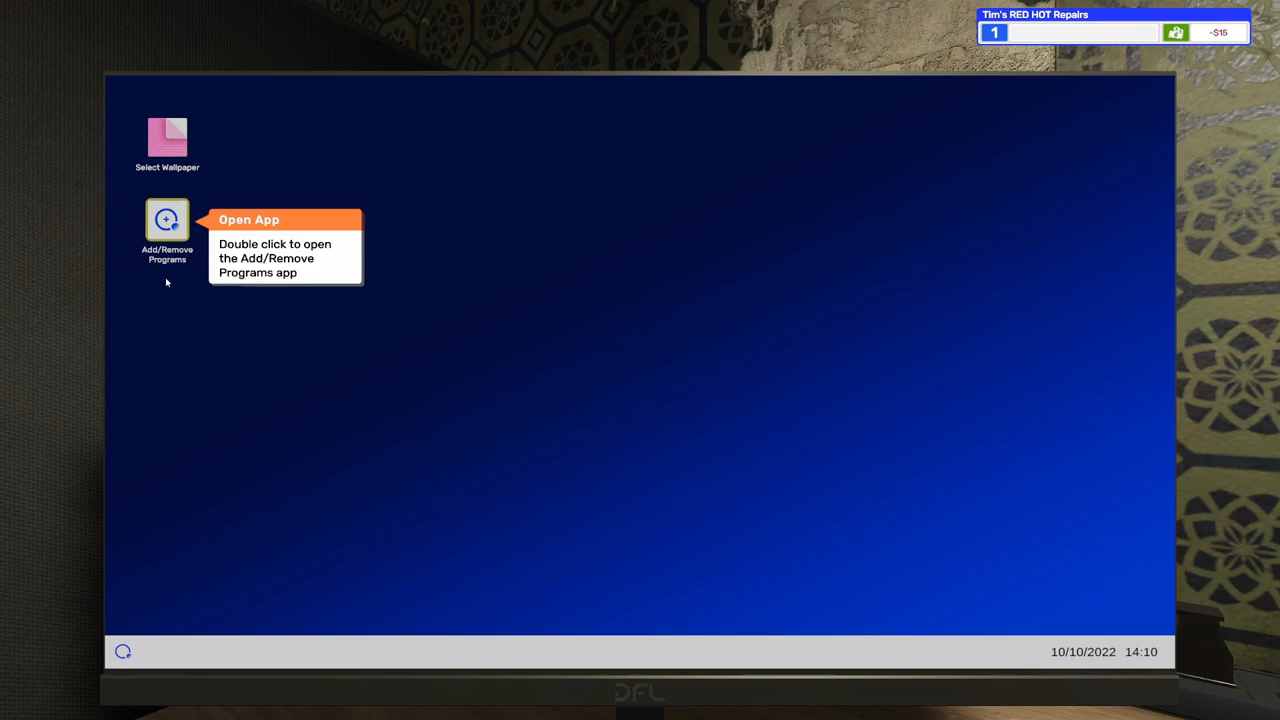 Tim's RED HOT Repairs
1
-$15
Select Wallpaper
Add/Remove
Programs
Open App
Double click to open
the Add/Remove
Programs app
10/10/2022 14:10
DFL